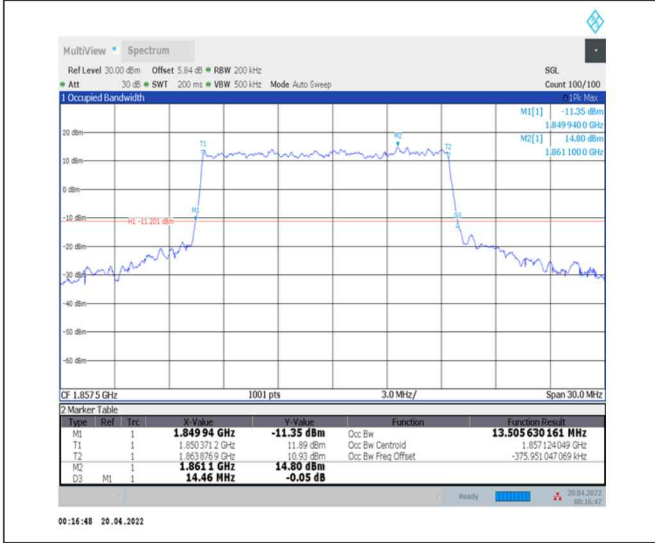 MultiView Spectrum
Ref Level 30.00 dBm Offset 5.84 dB RBW 200 kHz SGL
Att 30 dB SWT 200 ms VBW 500 kHz Mode Auto Sweep Count 100/100
1 Occupied Bandwidth 1Pk Max
M1[1] -11.35 dBm
1.849 940 0 GHz
M2[1] 14.80 dBm
1.861 100 0 GHz
20 dBm
T1
M2
T2
10 dBm
0 dBm
M1
D3
-10 dBm
H1 -11.201 dBm
-20 dBm
-30 dBm
-40 dBm
-50 dBm
-60 dBm
CF 1.857 5 GHz 1001 pts 3.0 MHz/ Span 30.0 MHz
2 Marker Table
Type Ref Trc X-Value Y-Value Function Function Result
M1 1 1.849 94 GHz -11.35 dBm Occ Bw 13.505 630 161 MHz
T1 1 1.850 371 2 GHz 11.89 dBm Occ Bw Centroid 1.857 124 049 GHz
T2 1 1.863 876 9 GHz 10.93 dBm Occ Bw Freq Offset -375.951 047 069 kHz
M2 1 1.861 1 GHz 14.80 dBm
D3 M1 1 14.46 MHz -0.05 dB
Ready 20.04.2022
00:16:47
00:16:48 20.04.2022